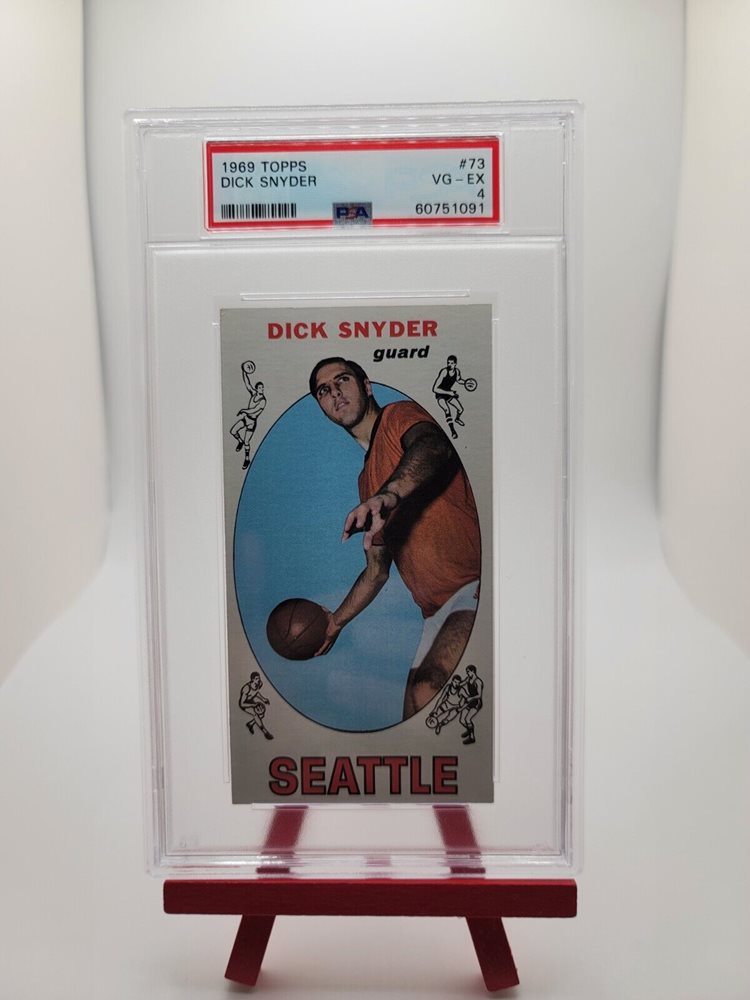 1969 TOPPS #73
DICK SNYDER VG - EX
4
PSA 60751091
DICK SNYDER
guard
SEATTLE